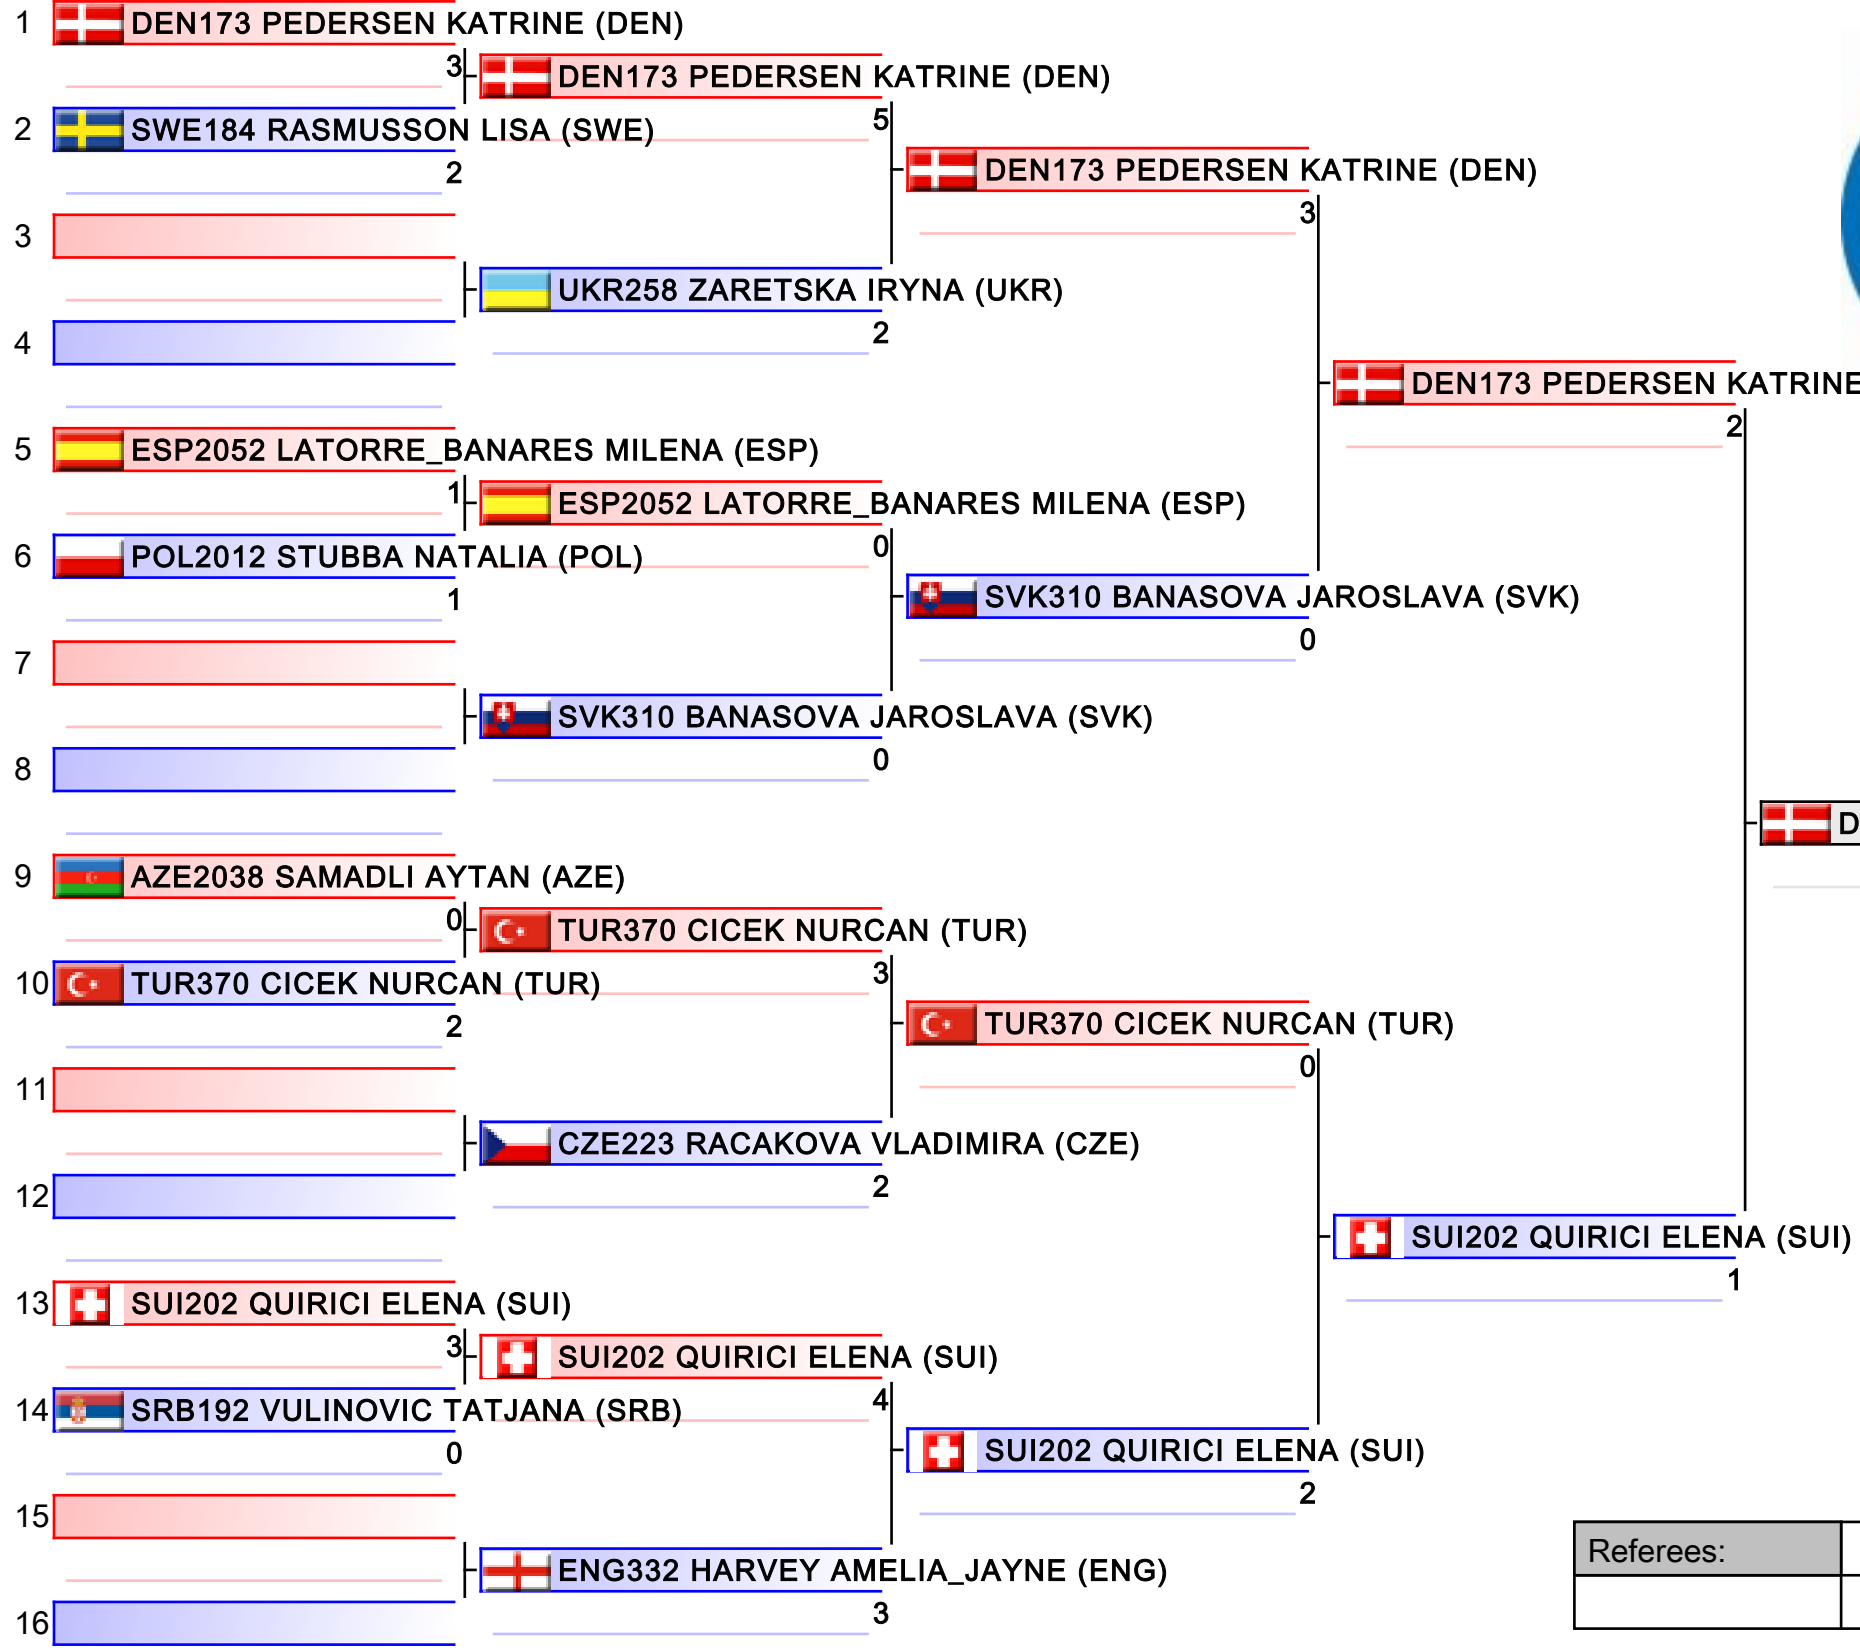 1 DEN173 PEDERSEN KATRINE (DEN)
3 DEN173 PEDERSEN KATRINE (DEN)
2 SWE184 RASMUSSON LISA (SWE) 5
2 DEN173 PEDERSEN KATRINE (DEN)
3 3
UKR258 ZARETSKA IRYNA (UKR)
4 2
DEN173 PEDERSEN KATRINE
5 ESP2052 LATORRE_BANARES MILENA (ESP) 2
1 ESP2052 LATORRE_BANARES MILENA (ESP)
6 POL2012 STUBBA NATALIA (POL) 0
1 SVK310 BANASOVA JAROSLAVA (SVK)
7 0
SVK310 BANASOVA JAROSLAVA (SVK)
8 0
D
9 AZE2038 SAMADLI AYTAN (AZE)
0 TUR370 CICEK NURCAN (TUR)
10 TUR370 CICEK NURCAN (TUR) 3
2 TUR370 CICEK NURCAN (TUR)
11 0
CZE223 RACAKOVA VLADIMIRA (CZE)
12 2
SUI202 QUIRICI ELENA (SUI)
13 SUI202 QUIRICI ELENA (SUI) 1
3 SUI202 QUIRICI ELENA (SUI)
14 SRB192 VULINOVIC TATJANA (SRB) 4
0 SUI202 QUIRICI ELENA (SUI)
15 2
Referees:
ENG332 HARVEY AMELIA_JAYNE (ENG)
16 3